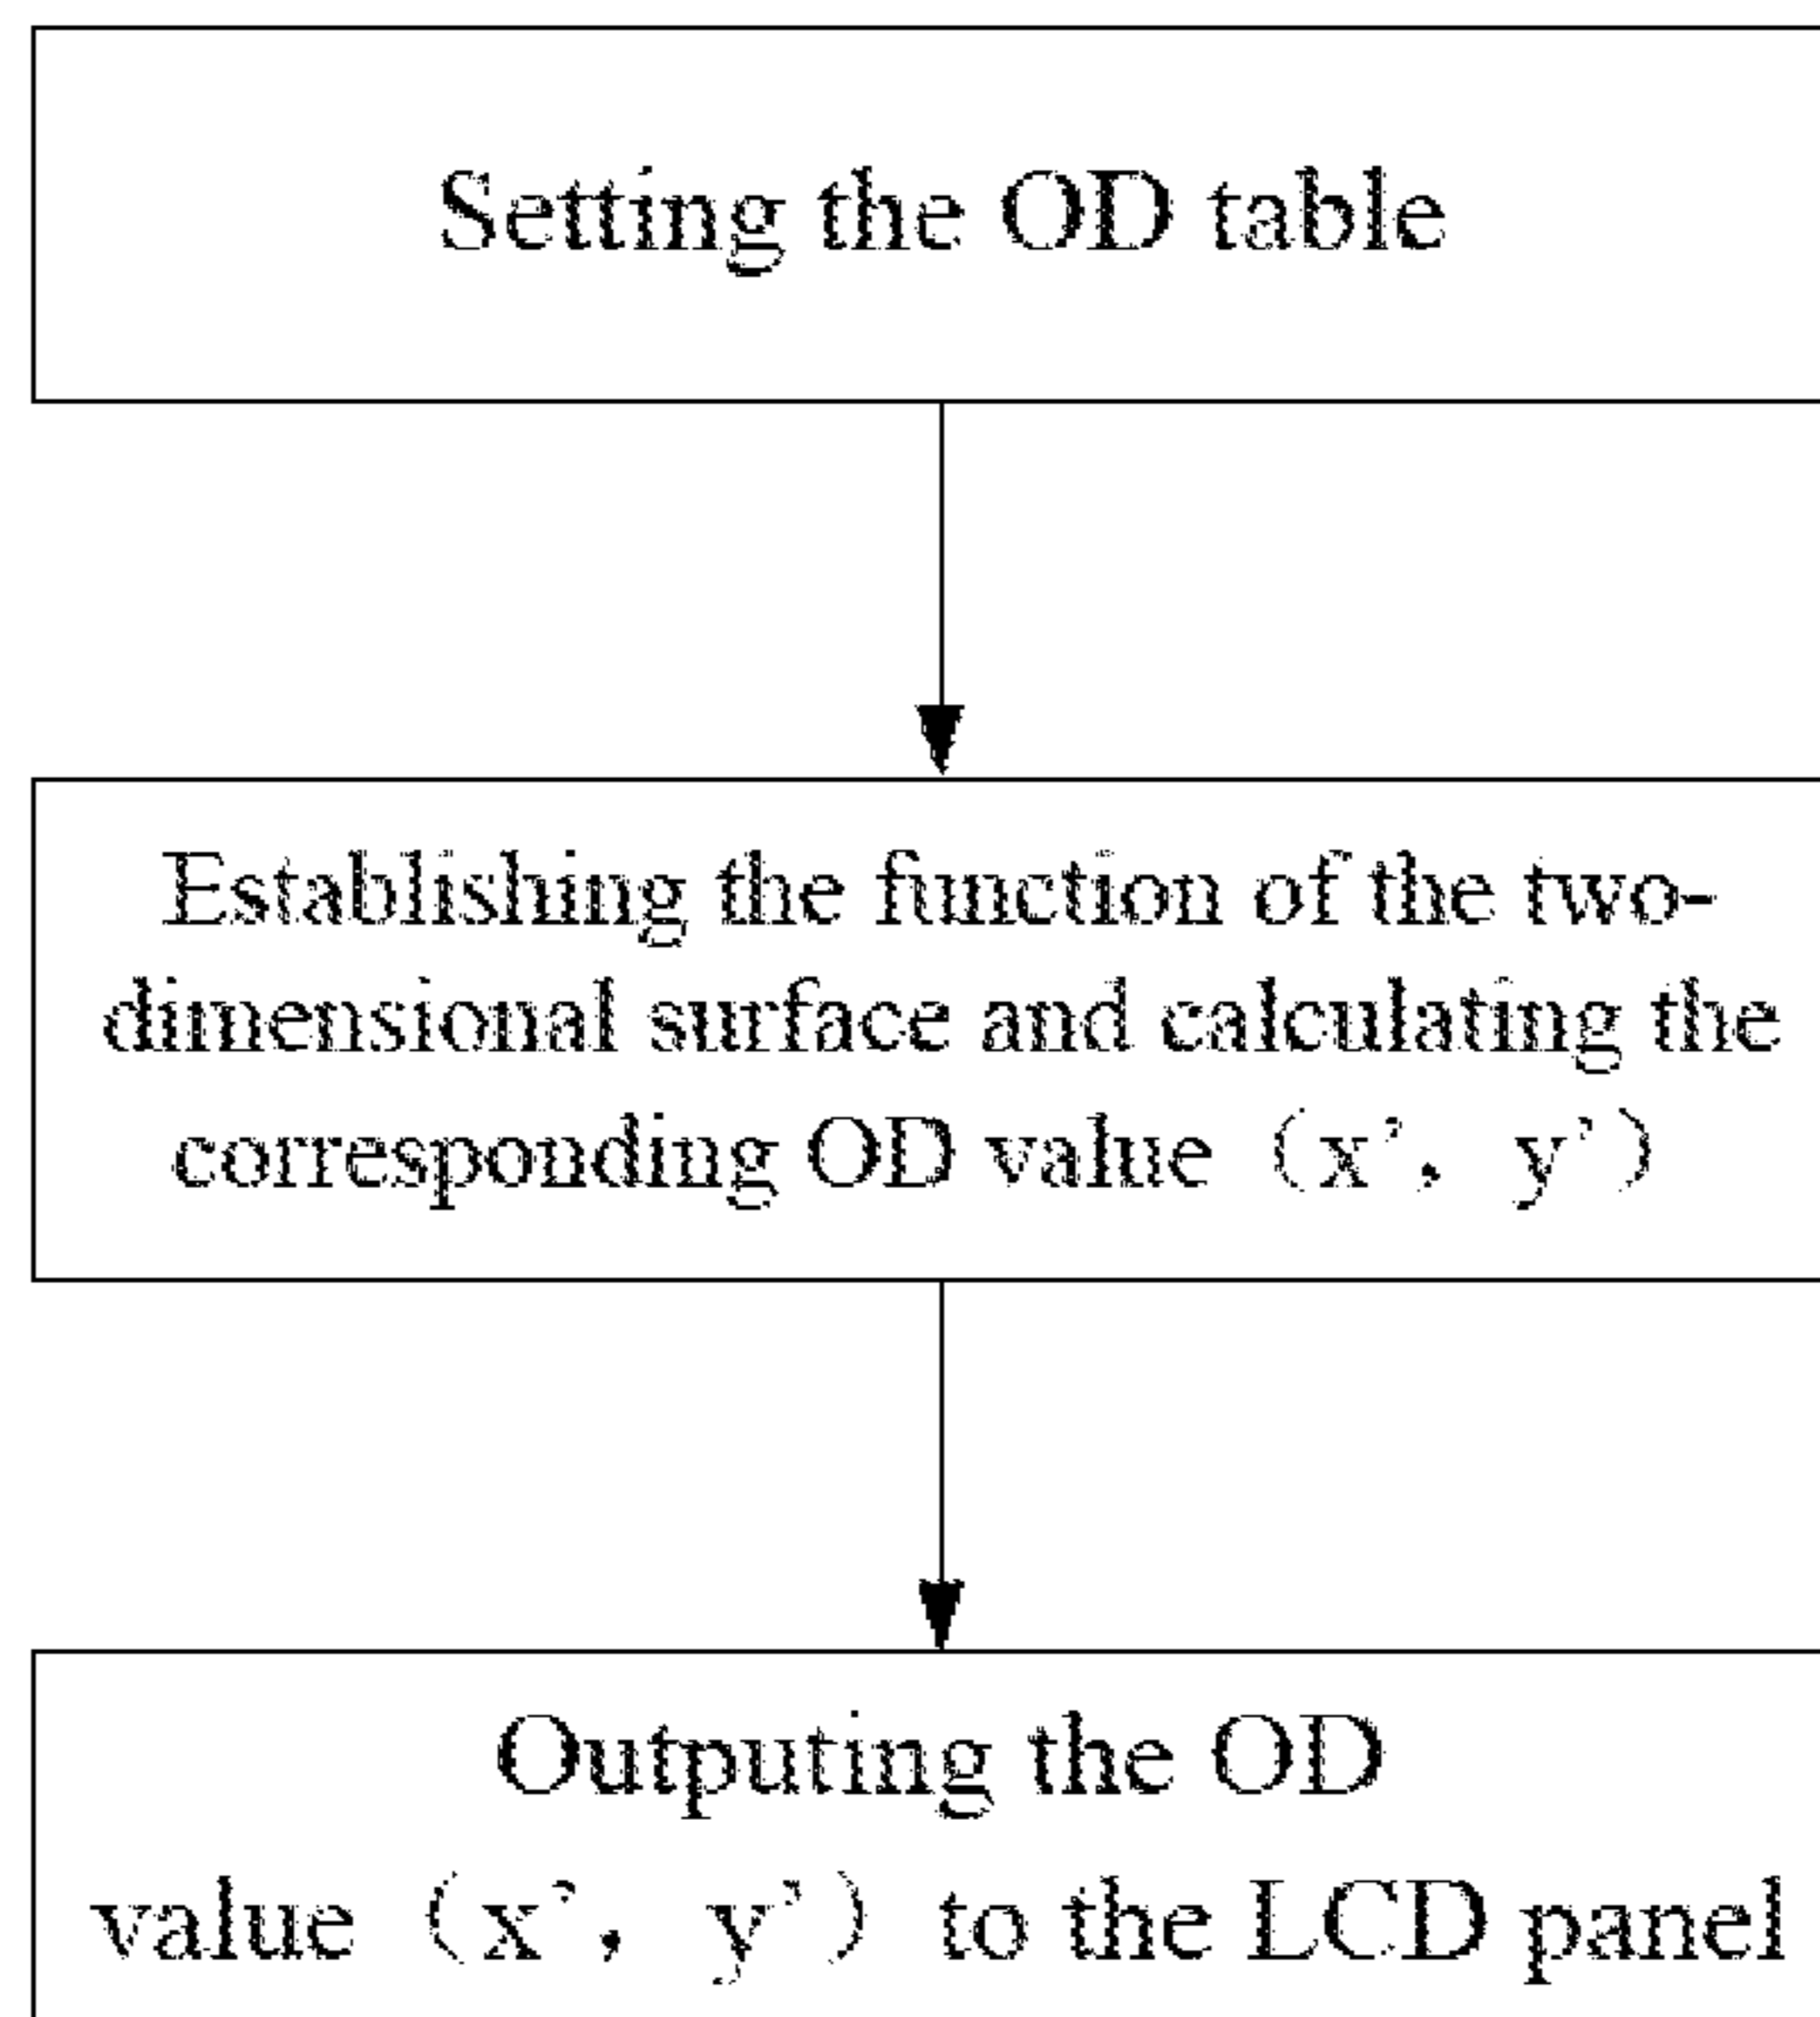 Setting the OD table
Establishing the function of the two-
dimensional surface and calculating the
corresponding OD value (x’, y’)
Outputing the OD
value (x’, y’) to the LCD panel